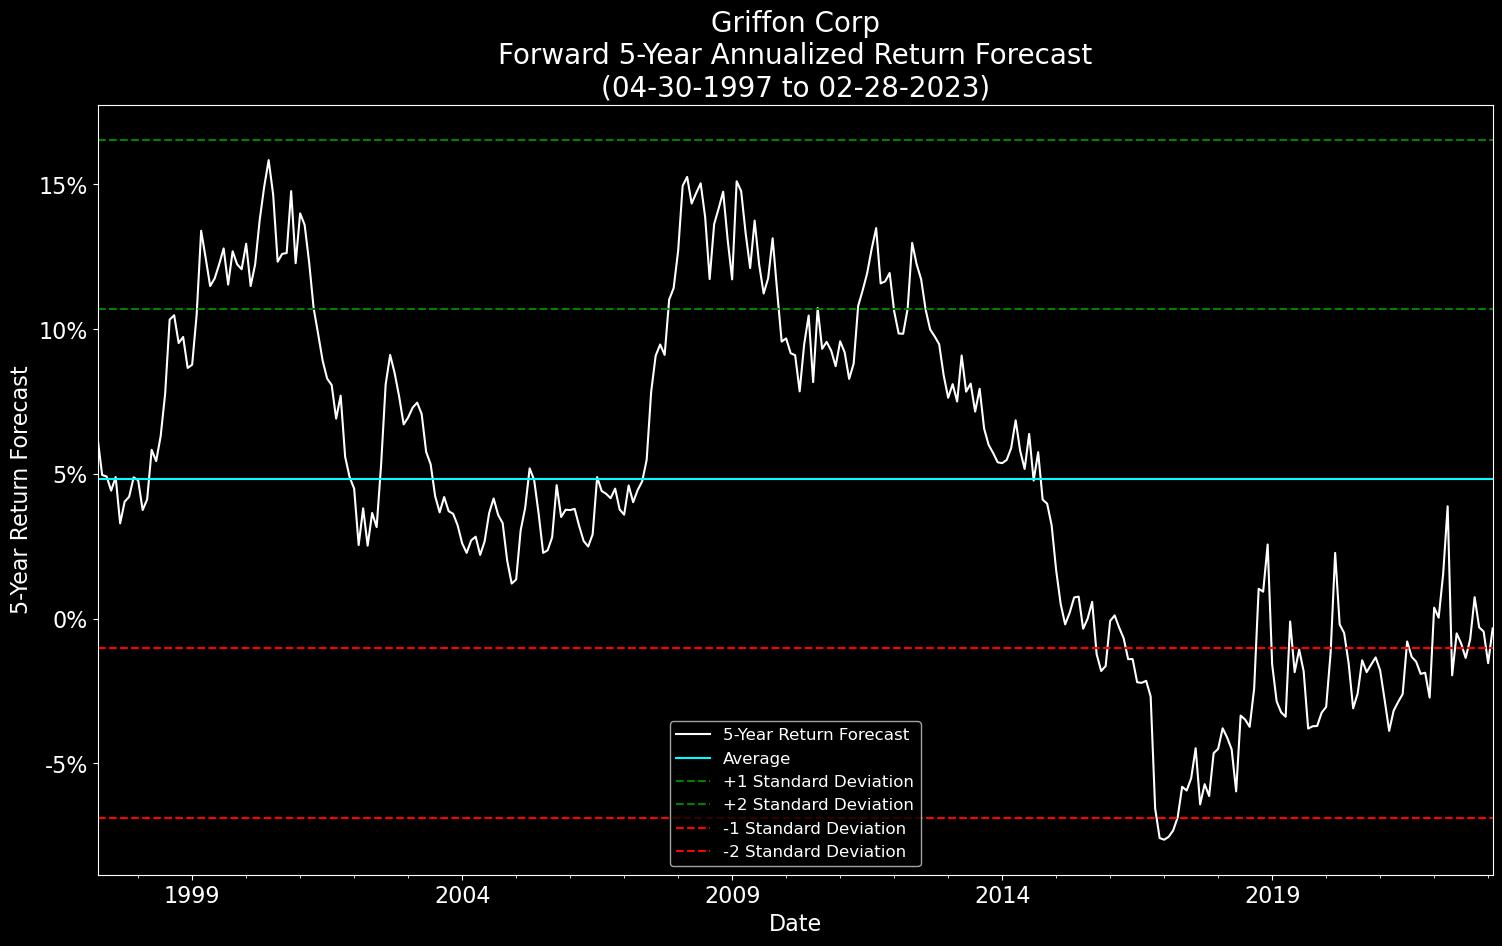 Griffon Corp
Forward 5-Year Annualized Return Forecast
(04-30-1997 to 02-28-2023)
15%
10%
5%
0%
-5%
5-Year Return Forecast
5-Year Return Forecast
Average
+1 Standard Deviation
+2 Standard Deviation
-1 Standard Deviation
-2 Standard Deviation
1999
2004
2009
2014
2019
Date